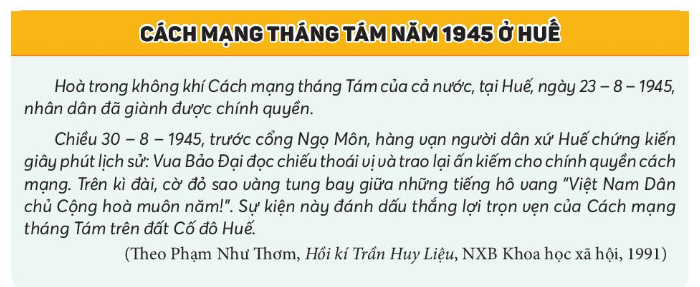 CÁCH MẠNG THÁNG TÁM NĂM 1945 Ở HUẾ
Hoà trong không khí Cách mạng tháng Tám của cả nước, tại Huế, ngày 23 – 8 – 1945,
nhân dân đã giành được chính quyền.
Chiều 30 – 8 – 1945, trước cổng Ngọ Môn, hàng vạn người dân xứ Huế chứng kiến
giây phút lịch sử: Vua Bảo Đại đọc chiếu thoái vị và trao lại ấn kiếm cho chính quyền cách
mạng. Trên kì đài, cờ đỏ sao vàng tung bay giữa những tiếng hô vang "Việt Nam Dân
chủ Cộng hoà muôn năm!". Sự kiện này đánh dấu thắng lợi trọn vẹn của Cách mạng
tháng Tám trên đất Cố đô Huế.
(Theo Phạm Như Thơm, Hồi kí Trần Huy Liệu, NXB Khoa học xã hội, 1991)